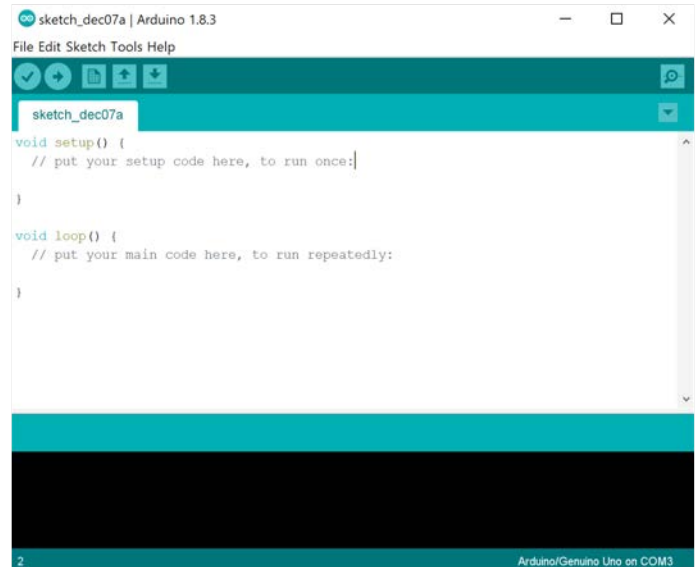 sketch_dec07a | Arduino 1.8.3
File Edit Sketch Tools Help
sketch_dec07a
void setup() {
  // put your setup code here, to run once:
}
void loop() {
  // put your main code here, to run repeatedly:
}
2 Arduino/Genuino Uno on COM3